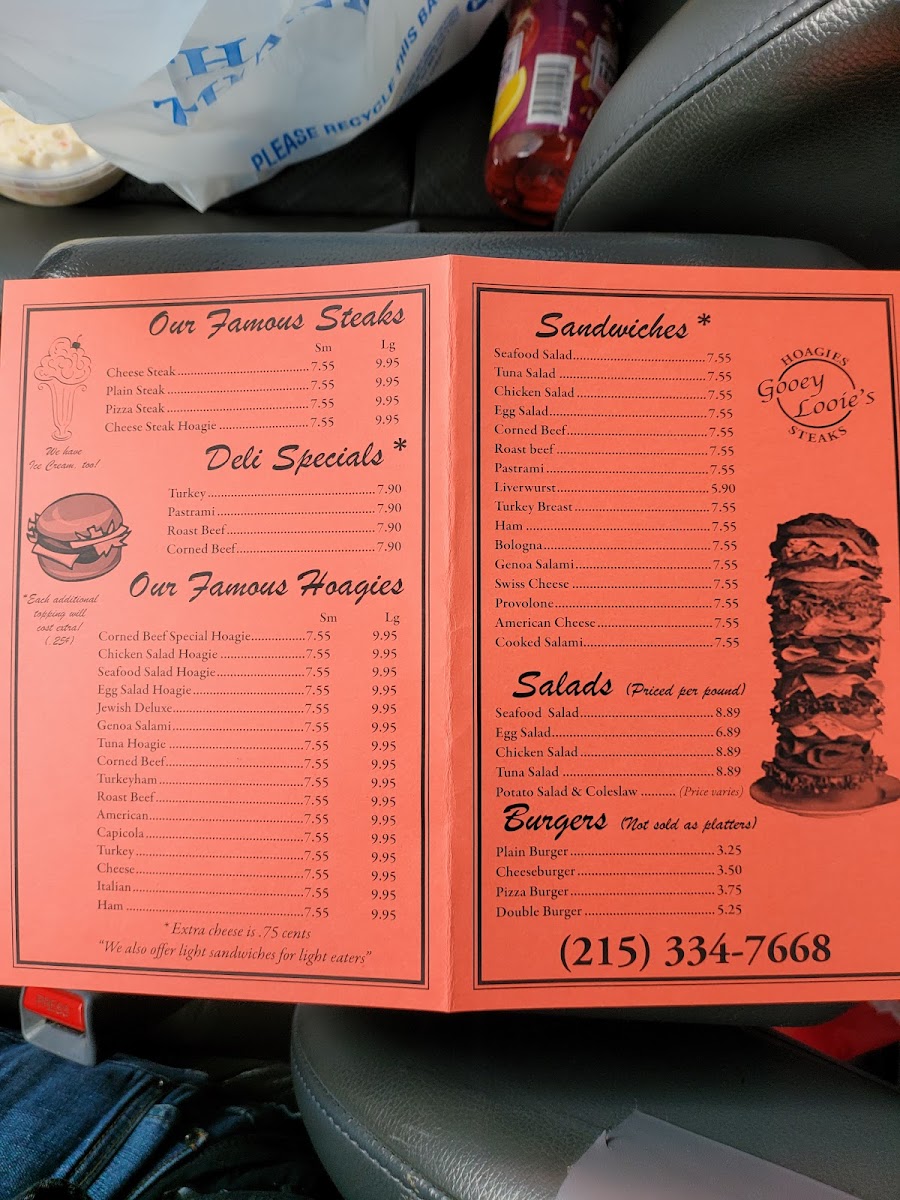 TH
PLEASE RECYCLE THIS BA
Our Famous Steaks
Sm Lg
Cheese Steak 7.55 9.95
Plain Steak 7.55 9.95
Pizza Steak 7.55 9.95
Cheese Steak Hoagie 7.55 9.95
We have
Ice Cream, too!
Deli Specials*
Turkey 7.90
Pastrami 7.90
Roast Beef 7.90
Corned Beef 7.90
*Each additional
topping will
cost extra!
(.25¢)
Our Famous Hoagies
Sm Lg
Corned Beef Special Hoagie 7.55 9.95
Chicken Salad Hoagie 7.55 9.95
Seafood Salad Hoagie 7.55 9.95
Egg Salad Hoagie 7.55 9.95
Jewish Deluxe 7.55 9.95
Genoa Salami 7.55 9.95
Tuna Hoagie 7.55 9.95
Corned Beef 7.55 9.95
Turkeyham 7.55 9.95
Roast Beef 7.55 9.95
American 7.55 9.95
Capicola 7.55 9.95
Turkey 7.55 9.95
Cheese 7.55 9.95
Italian 7.55 9.95
Ham 7.55 9.95
* Extra cheese is .75 cents
"We also offer light sandwiches for light eaters"
Sandwiches*
Seafood Salad 7.55
Tuna Salad 7.55
Chicken Salad 7.55
Egg Salad 7.55
Corned Beef 7.55
Roast beef 7.55
Pastrami 7.55
Liverwurst 5.90
Turkey Breast 7.55
Ham 7.55
Bologna 7.55
Genoa Salami 7.55
Swiss Cheese 7.55
Provolone 7.55
American Cheese 7.55
Cooked Salami 7.55
HOAGIES
Gooey
Looie's
STEAKS
Salads (Priced per pound)
Seafood Salad 8.89
Egg Salad 6.89
Chicken Salad 8.89
Tuna Salad 8.89
Potato Salad & Coleslaw (Price varies)
Burgers (Not sold as platters)
Plain Burger 3.25
Cheeseburger 3.50
Pizza Burger 3.75
Double Burger 5.25
(215) 334-7668
PRESS